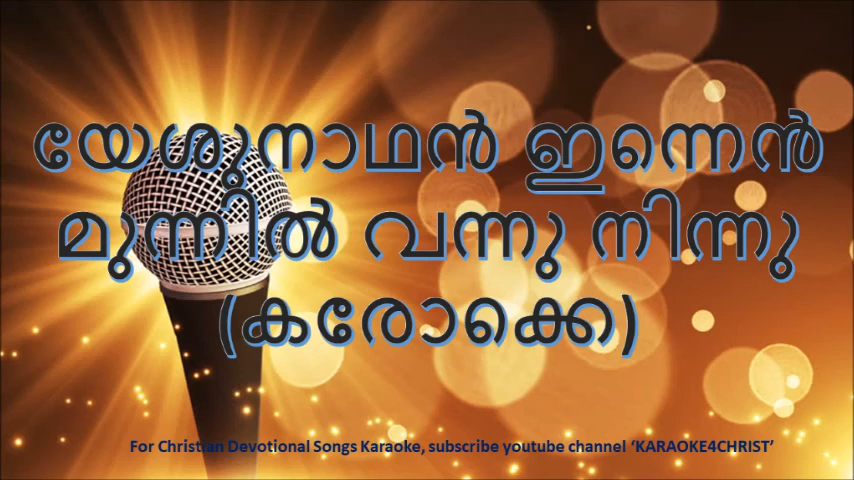 യേശുനാഥൻ ഇന്നെൻ
മുന്നിൽ വന്നു നിന്നു
(കരോക്കെ)
For Christian Devotional Songs Karaoke, subscribe youtube channel ‘KARAOKE4CHRIST’